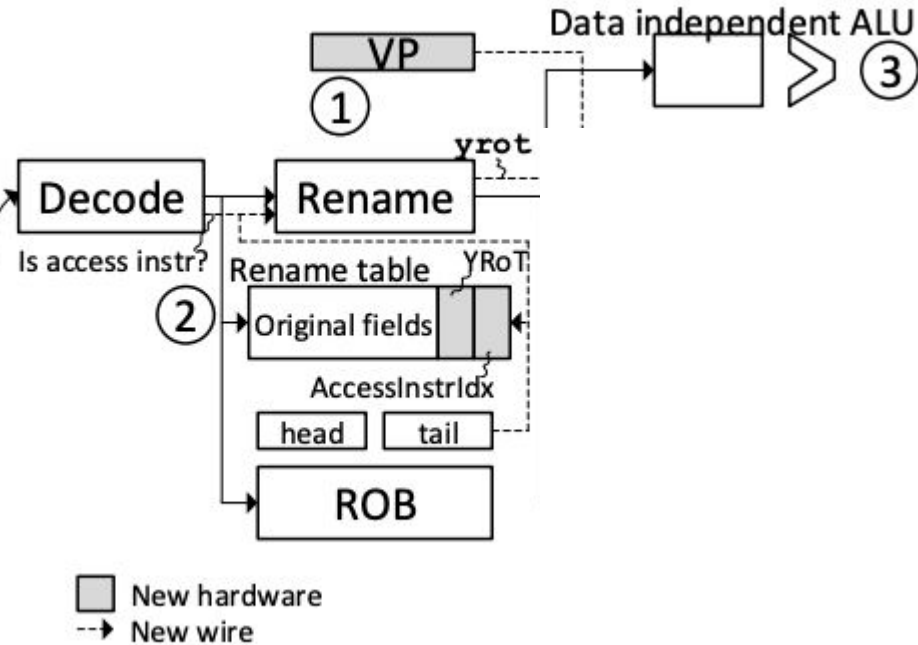 Data independent ALU
VP
1
3
yrot
Decode
Rename
Is access instr?
Rename table
YRoT
2
Original fields
AccessInstrIdx
head
tail
ROB
New hardware
New wire